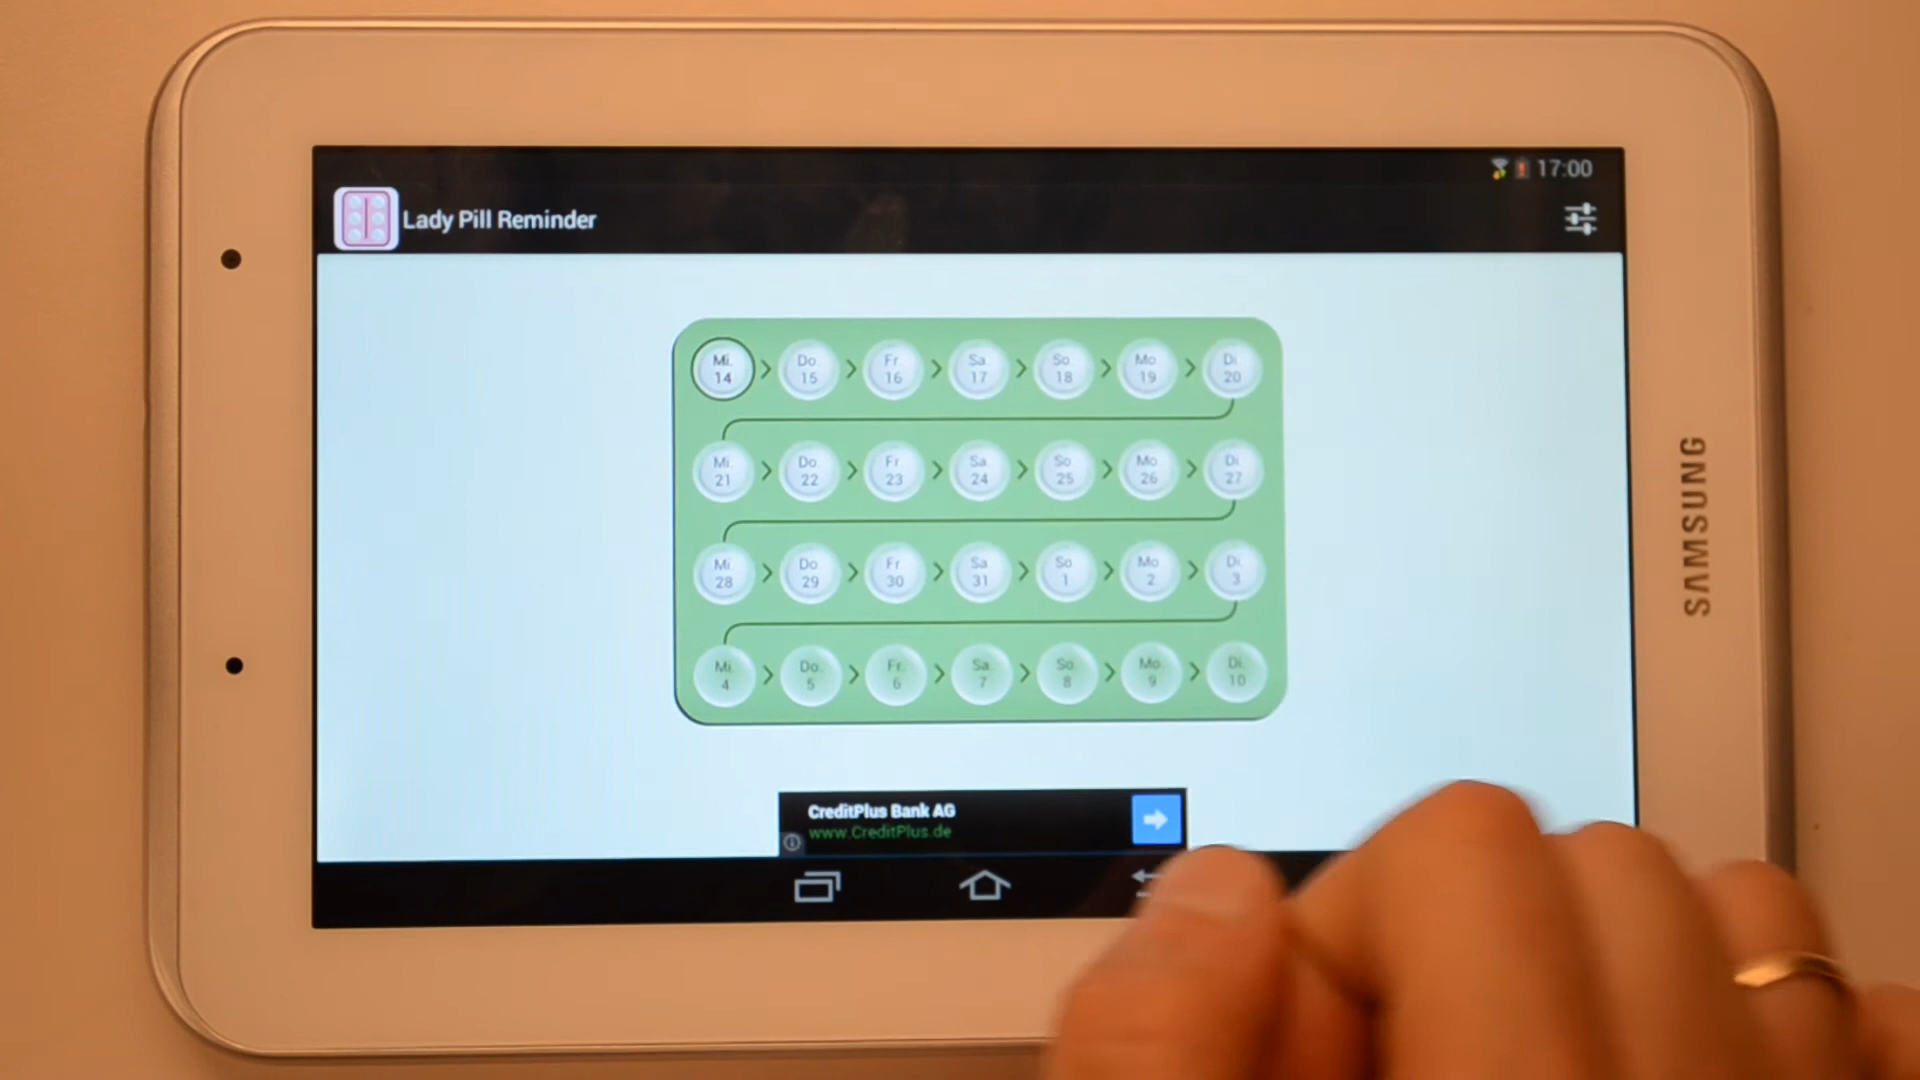 17:00
Lady Pill Reminder
Mi. Do. Fr. Sa. So. Mo. Di.
14 15 16 17 18 19 20
Mi. Do. Fr. Sa. So. Mo. Di.
21 22 23 24 25 26 27
Mi. Do. Fr. Sa. So. Mo. Di.
28 29 30 31 1 2 3
Mi. Do. Fr. Sa. So. Mo. Di.
4 5 6 7 8 9 10
CreditPlus Bank AG
www.CreditPlus.de
SAMSUNG